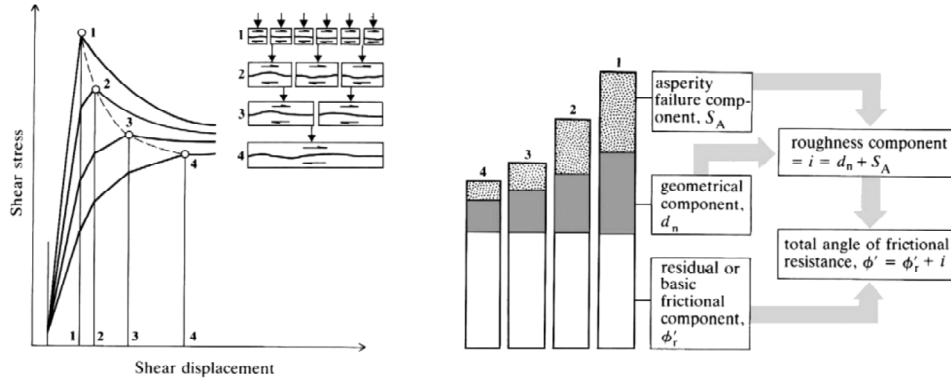 Shear stress
1
2
3
4
1
2
3
4
Shear displacement
1
2
3
4
4
3
2
1
asperity
failure com-
ponent, S_A
geometrical
component,
d_n
residual or
basic
frictional
component,
ϕ′_r
roughness component
= i = d_n + S_A
total angle of frictional
resistance, ϕ′ = ϕ′_r + i